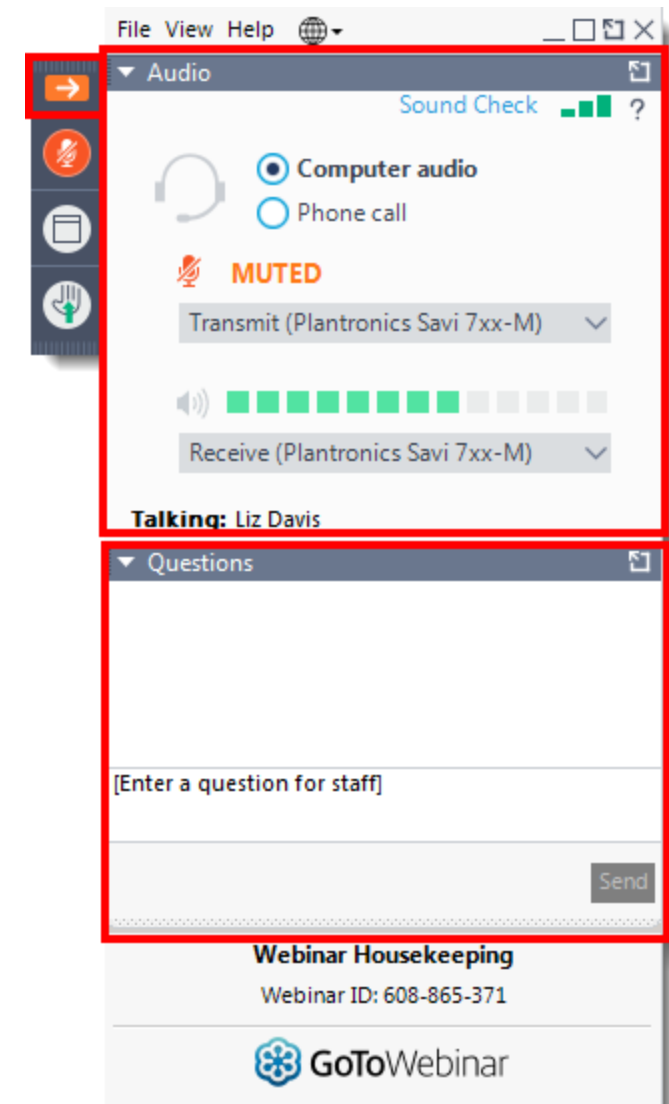 File View Help
Audio
Sound Check ?
Computer audio
Phone call
MUTED
Transmit (Plantronics Savi 7xx-M)
Receive (Plantronics Savi 7xx-M)
Talking: Liz Davis
Questions
[Enter a question for staff]
Send
Webinar Housekeeping
Webinar ID: 608-865-371
GoToWebinar